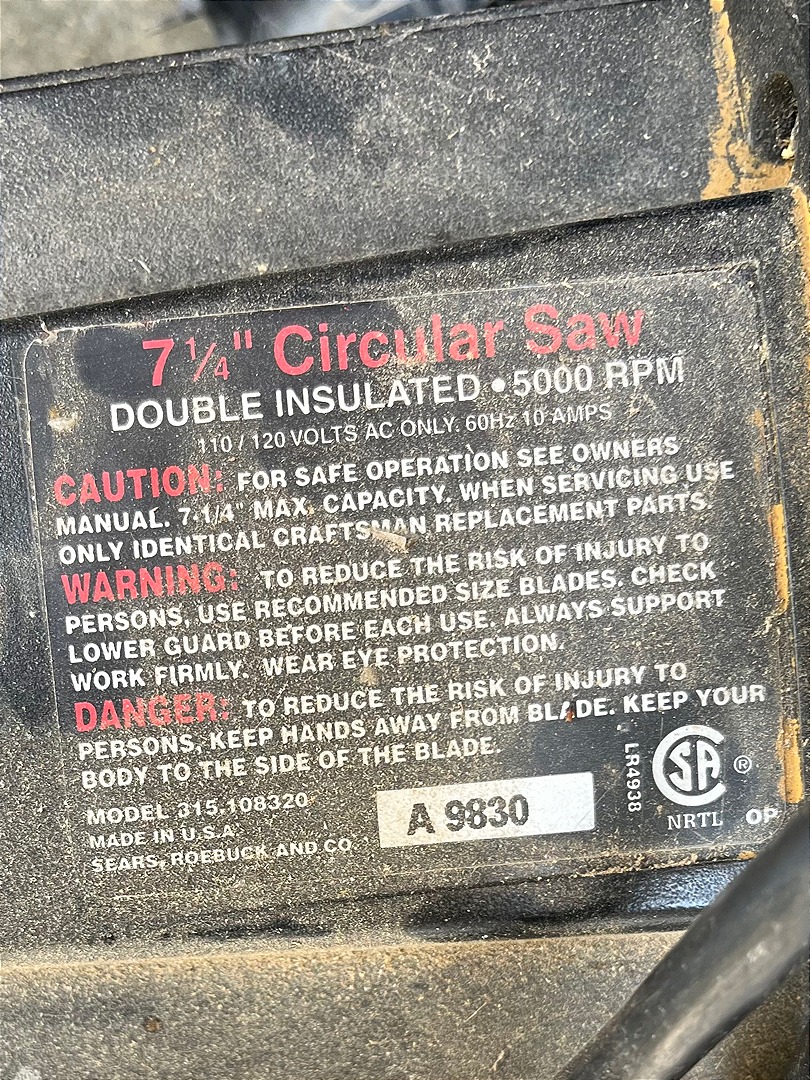 7 1/4" Circular Saw
DOUBLE INSULATED • 5000 RPM
110 / 120 VOLTS AC ONLY. 60Hz 10 AMPS
CAUTION: FOR SAFE OPERATION SEE OWNERS
MANUAL. 7-1/4" MAX. CAPACITY. WHEN SERVICING USE
ONLY IDENTICAL CRAFTSMAN REPLACEMENT PARTS.
WARNING: TO REDUCE THE RISK OF INJURY TO
PERSONS, USE RECOMMENDED SIZE BLADES. CHECK
LOWER GUARD BEFORE EACH USE. ALWAYS SUPPORT
WORK FIRMLY. WEAR EYE PROTECTION.
DANGER: TO REDUCE THE RISK OF INJURY TO
PERSONS, KEEP HANDS AWAY FROM BLADE. KEEP YOUR
BODY TO THE SIDE OF THE BLADE.
MODEL 315.108320
MADE IN U.S.A.
SEARS, ROEBUCK AND CO.
A 9830
LR4938
SA ®
NRTL
OP